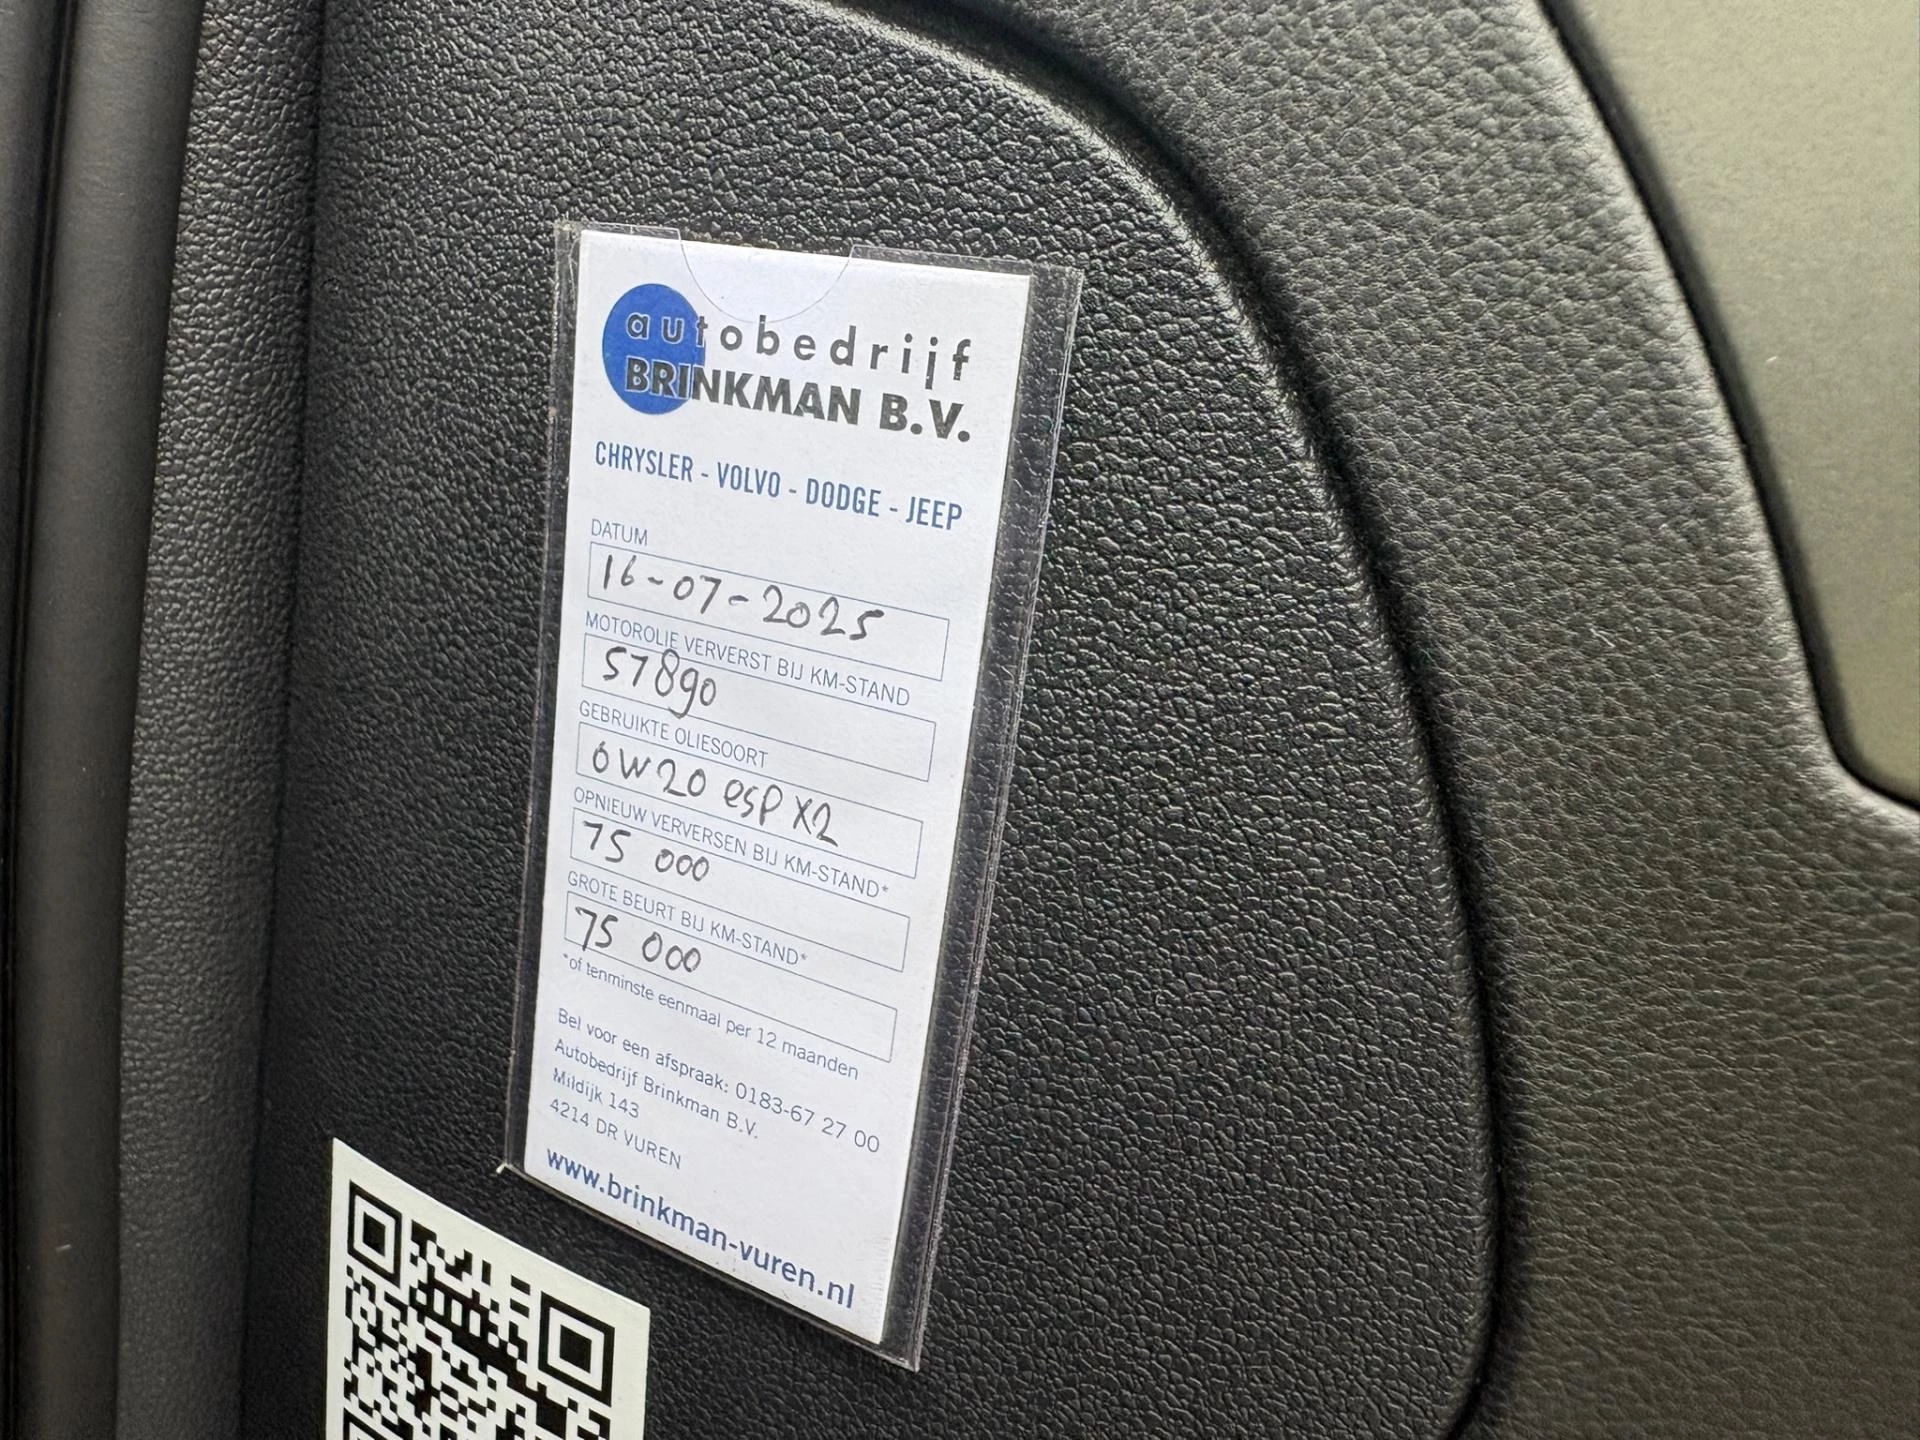 autobedrijf
BRINKMAN B.V.
CHRYSLER - VOLVO - DODGE - JEEP
DATUM
16-07-2025
MOTOROLIE VERVERST BIJ KM-STAND
57890
GEBRUIKTE OLIESOORT
0W20 esp X2
OPNIEUW VERVERSEN BIJ KM-STAND*
75 000
GROTE BEURT BIJ KM-STAND*
75 000
*of tenminste eenmaal per 12 maanden
Bel voor een afspraak: 0183-67 27 00
Autobedrijf Brinkman B.V.
Mildijk 143
4214 DR VUREN
www.brinkman-vuren.nl